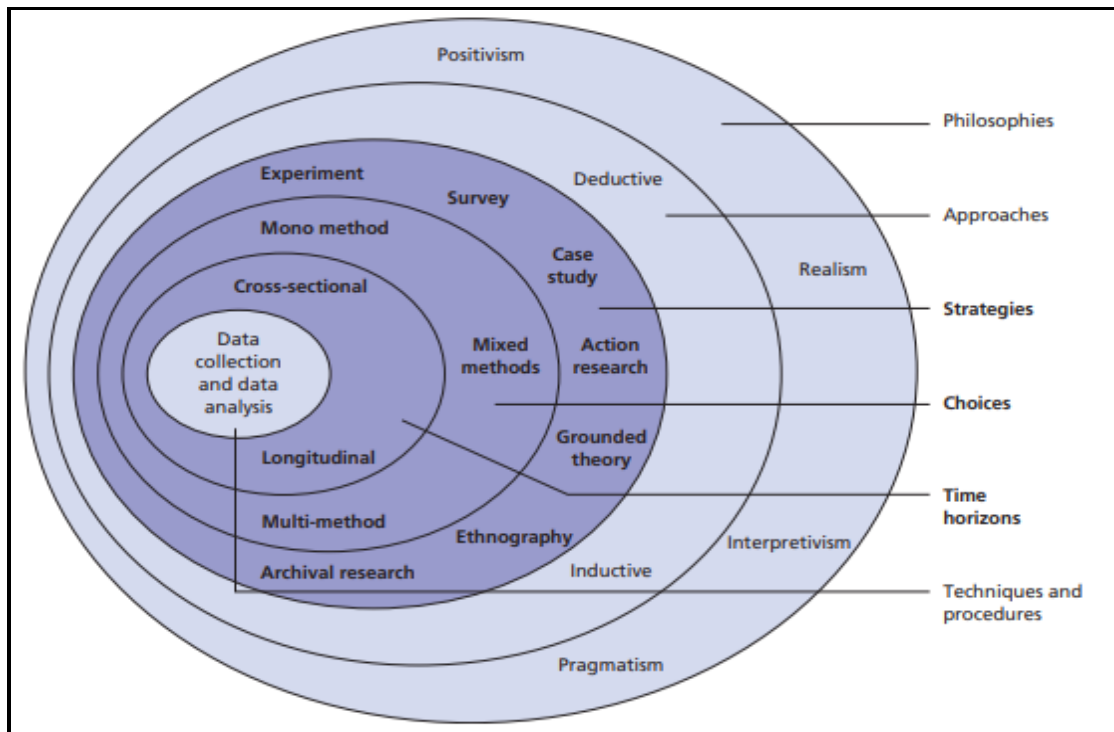 Positivism
Philosophies
Experiment
Survey
Deductive
Approaches
Mono method
Case
study
Realism
Cross-sectional
Strategies
Data
collection
and data
analysis
Mixed
methods
Action
research
Choices
Longitudinal
Grounded
theory
Time
horizons
Multi-method
Ethnography
Interpretivism
Archival research
Inductive
Techniques and
procedures
Pragmatism